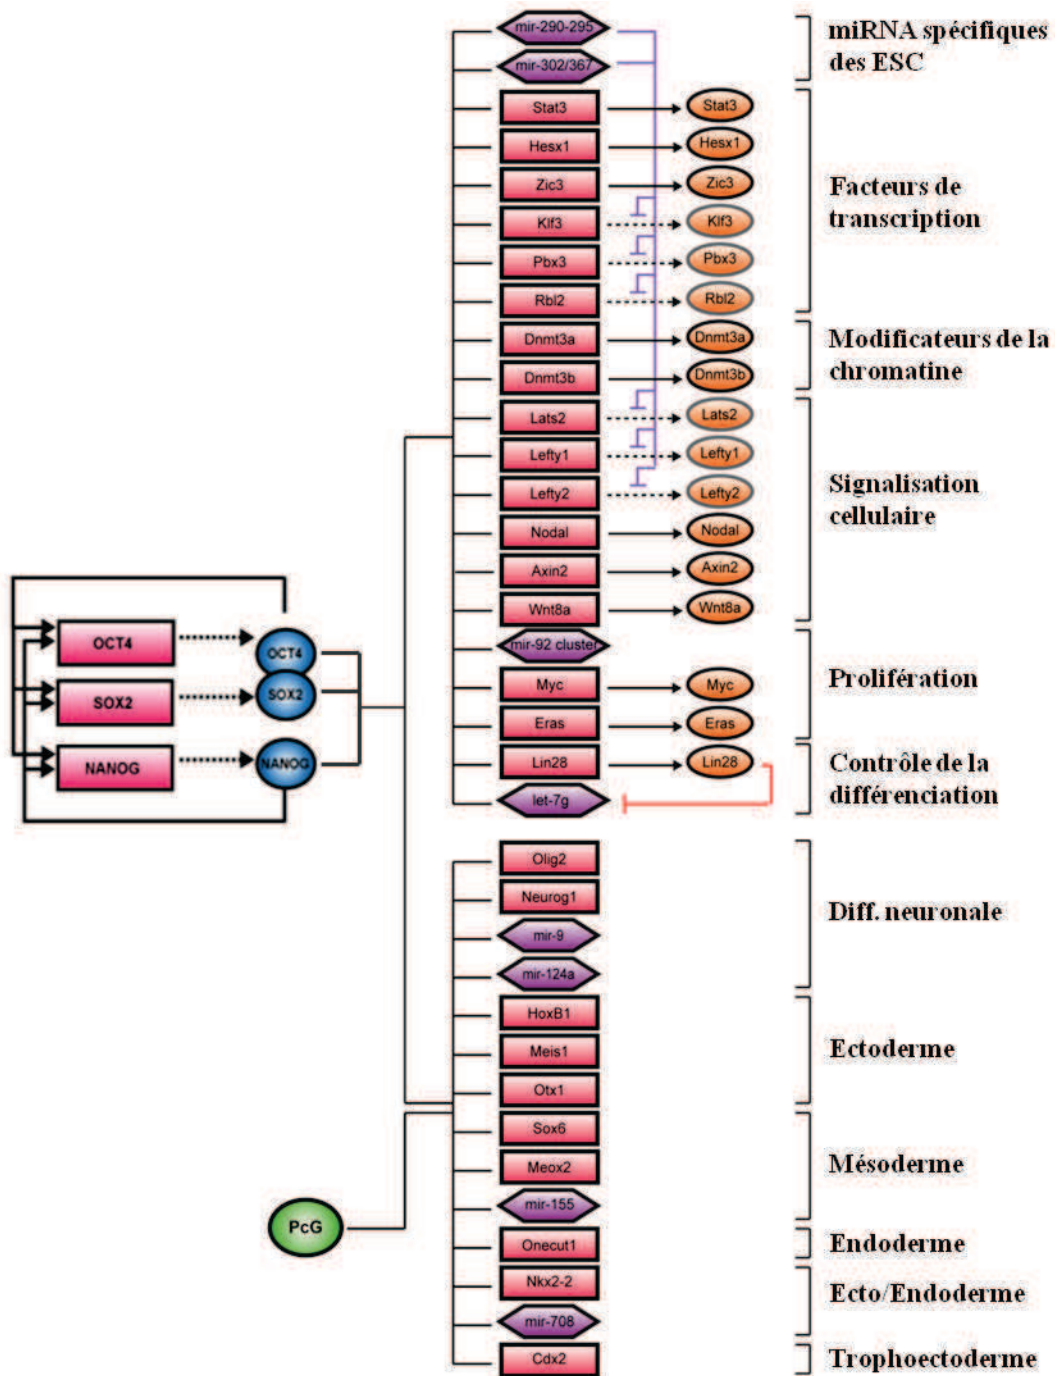 mir-290-295
miRNA spécifiques
des ESC
mir-302/367
Stat3
Stat3
Hesx1
Hesx1
Zic3
Zic3
Facteurs de
transcription
Klf3
Klf3
Pbx3
Pbx3
Rbl2
Rbl2
Dnmt3a
Dnmt3a
Modificateurs de la
chromatine
Dnmt3b
Dnmt3b
Lats2
Lats2
Lefty1
Lefty1
Lefty2
Lefty2
Signalisation
cellulaire
Nodal
Nodal
Axin2
Axin2
Wnt8a
Wnt8a
OCT4
OCT4
SOX2
SOX2
NANOG
NANOG
mir-92 cluster
Prolifération
Myc
Myc
Eras
Eras
Lin28
Lin28
Contrôle de la
différenciation
let-7g
Olig2
Neurog1
Diff. neuronale
mir-9
mir-124a
HoxB1
Ectoderme
Meis1
Otx1
Sox6
Meox2
Mésoderme
mir-155
PcG
Onecut1
Endoderme
Nkx2-2
Ecto/Endoderme
mir-708
Cdx2
Trophoectoderme